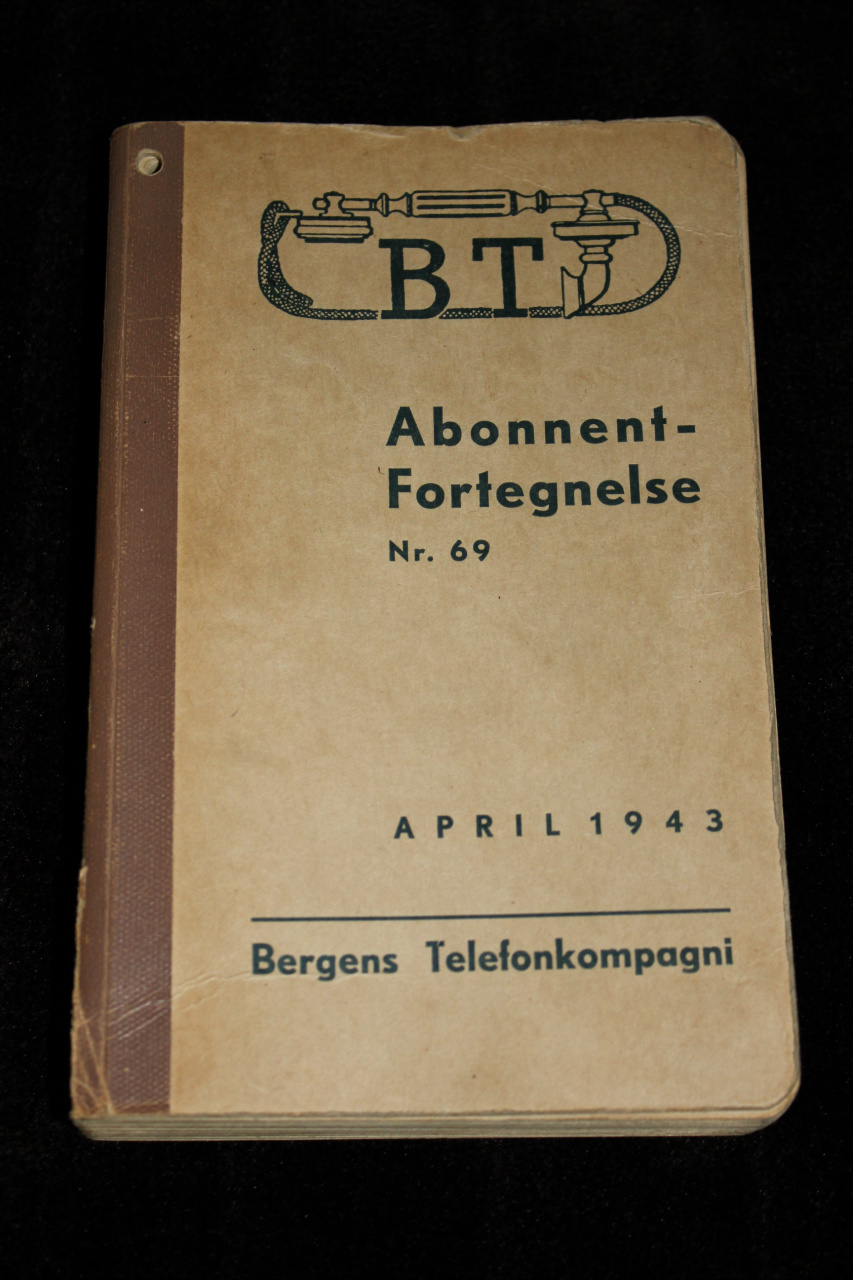 BT
Abonnent-
Fortegnelse
Nr. 69
APRIL 1943
Bergens Telefonkompagni